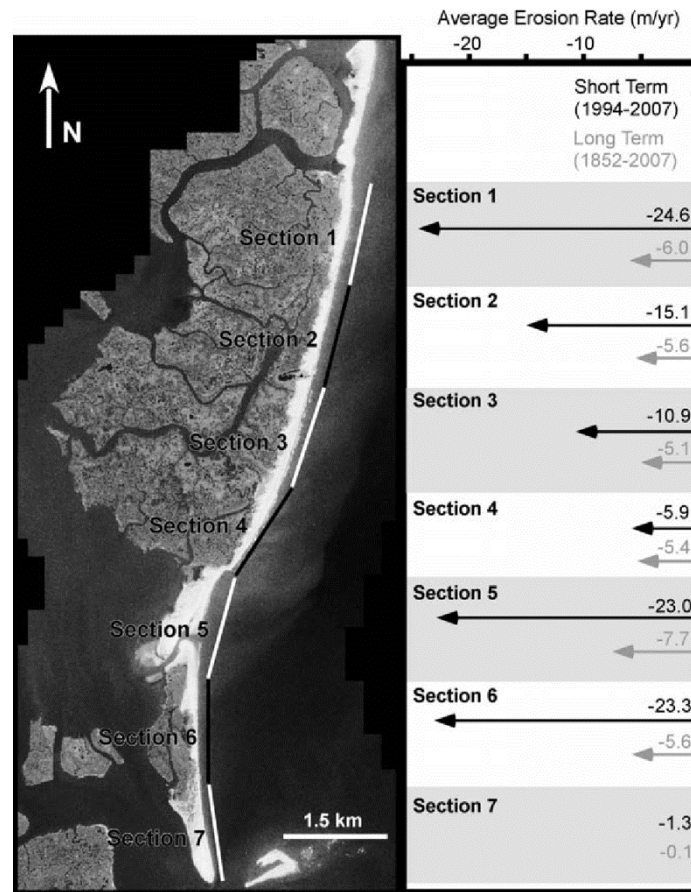 Average Erosion Rate (m/yr)
-20 -10
Short Term
(1994-2007)
Long Term
(1852-2007)
N
Section 1
Section 2
Section 3
Section 4
Section 5
Section 6
Section 7
1.5 km
Section 1
-24.6
-6.0
Section 2
-15.1
-5.6
Section 3
-10.9
-5.1
Section 4
-5.9
-5.4
Section 5
-23.0
-7.7
Section 6
-23.3
-5.6
Section 7
-1.3
-0.1